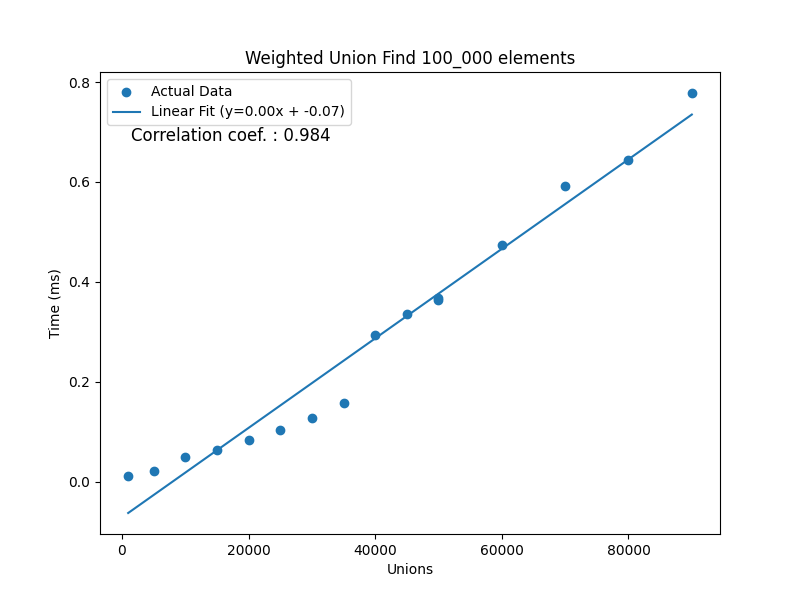 Weighted Union Find 100_000 elements
Actual Data
Linear Fit (y=0.00x + -0.07)
Correlation coef. : 0.984
0.8
0.6
0.4
0.2
0.0
Time (ms)
0 20000 40000 60000 80000
Unions